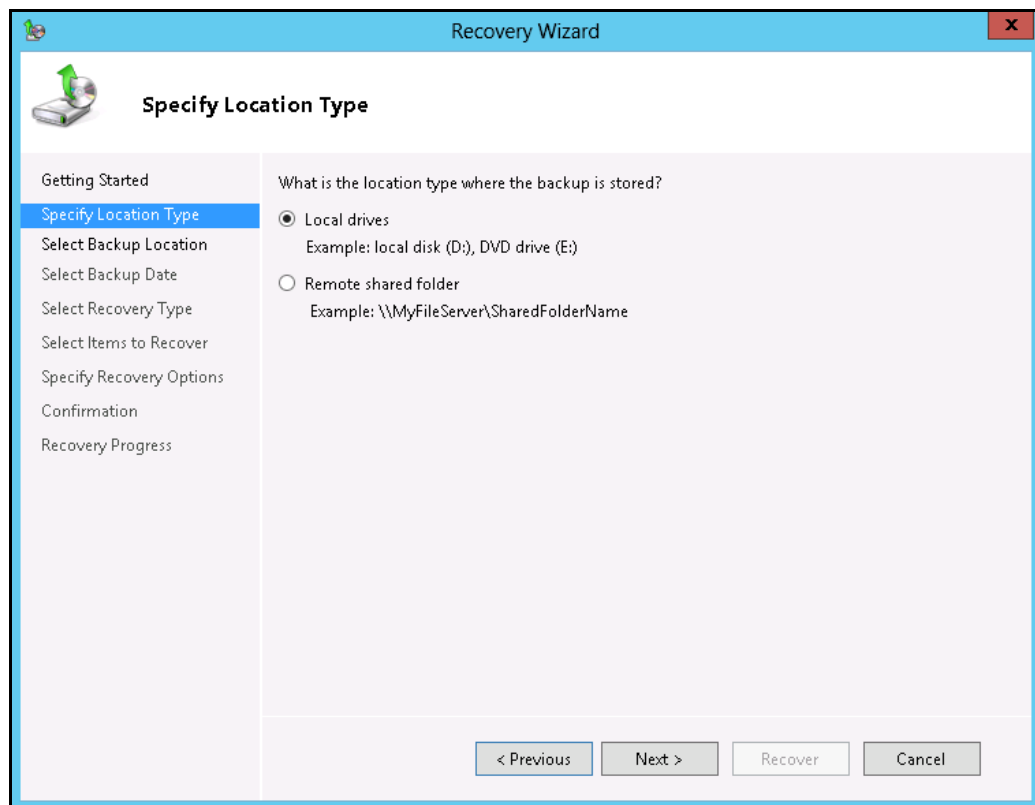 Recovery Wizard
x
Specify Location Type
Getting Started
Specify Location Type
Select Backup Location
Select Backup Date
Select Recovery Type
Select Items to Recover
Specify Recovery Options
Confirmation
Recovery Progress
What is the location type where the backup is stored?
Local drives
Example: local disk (D:), DVD drive (E:)
Remote shared folder
Example: \\MyFileServer\SharedFolderName
< Previous
Next >
Recover
Cancel